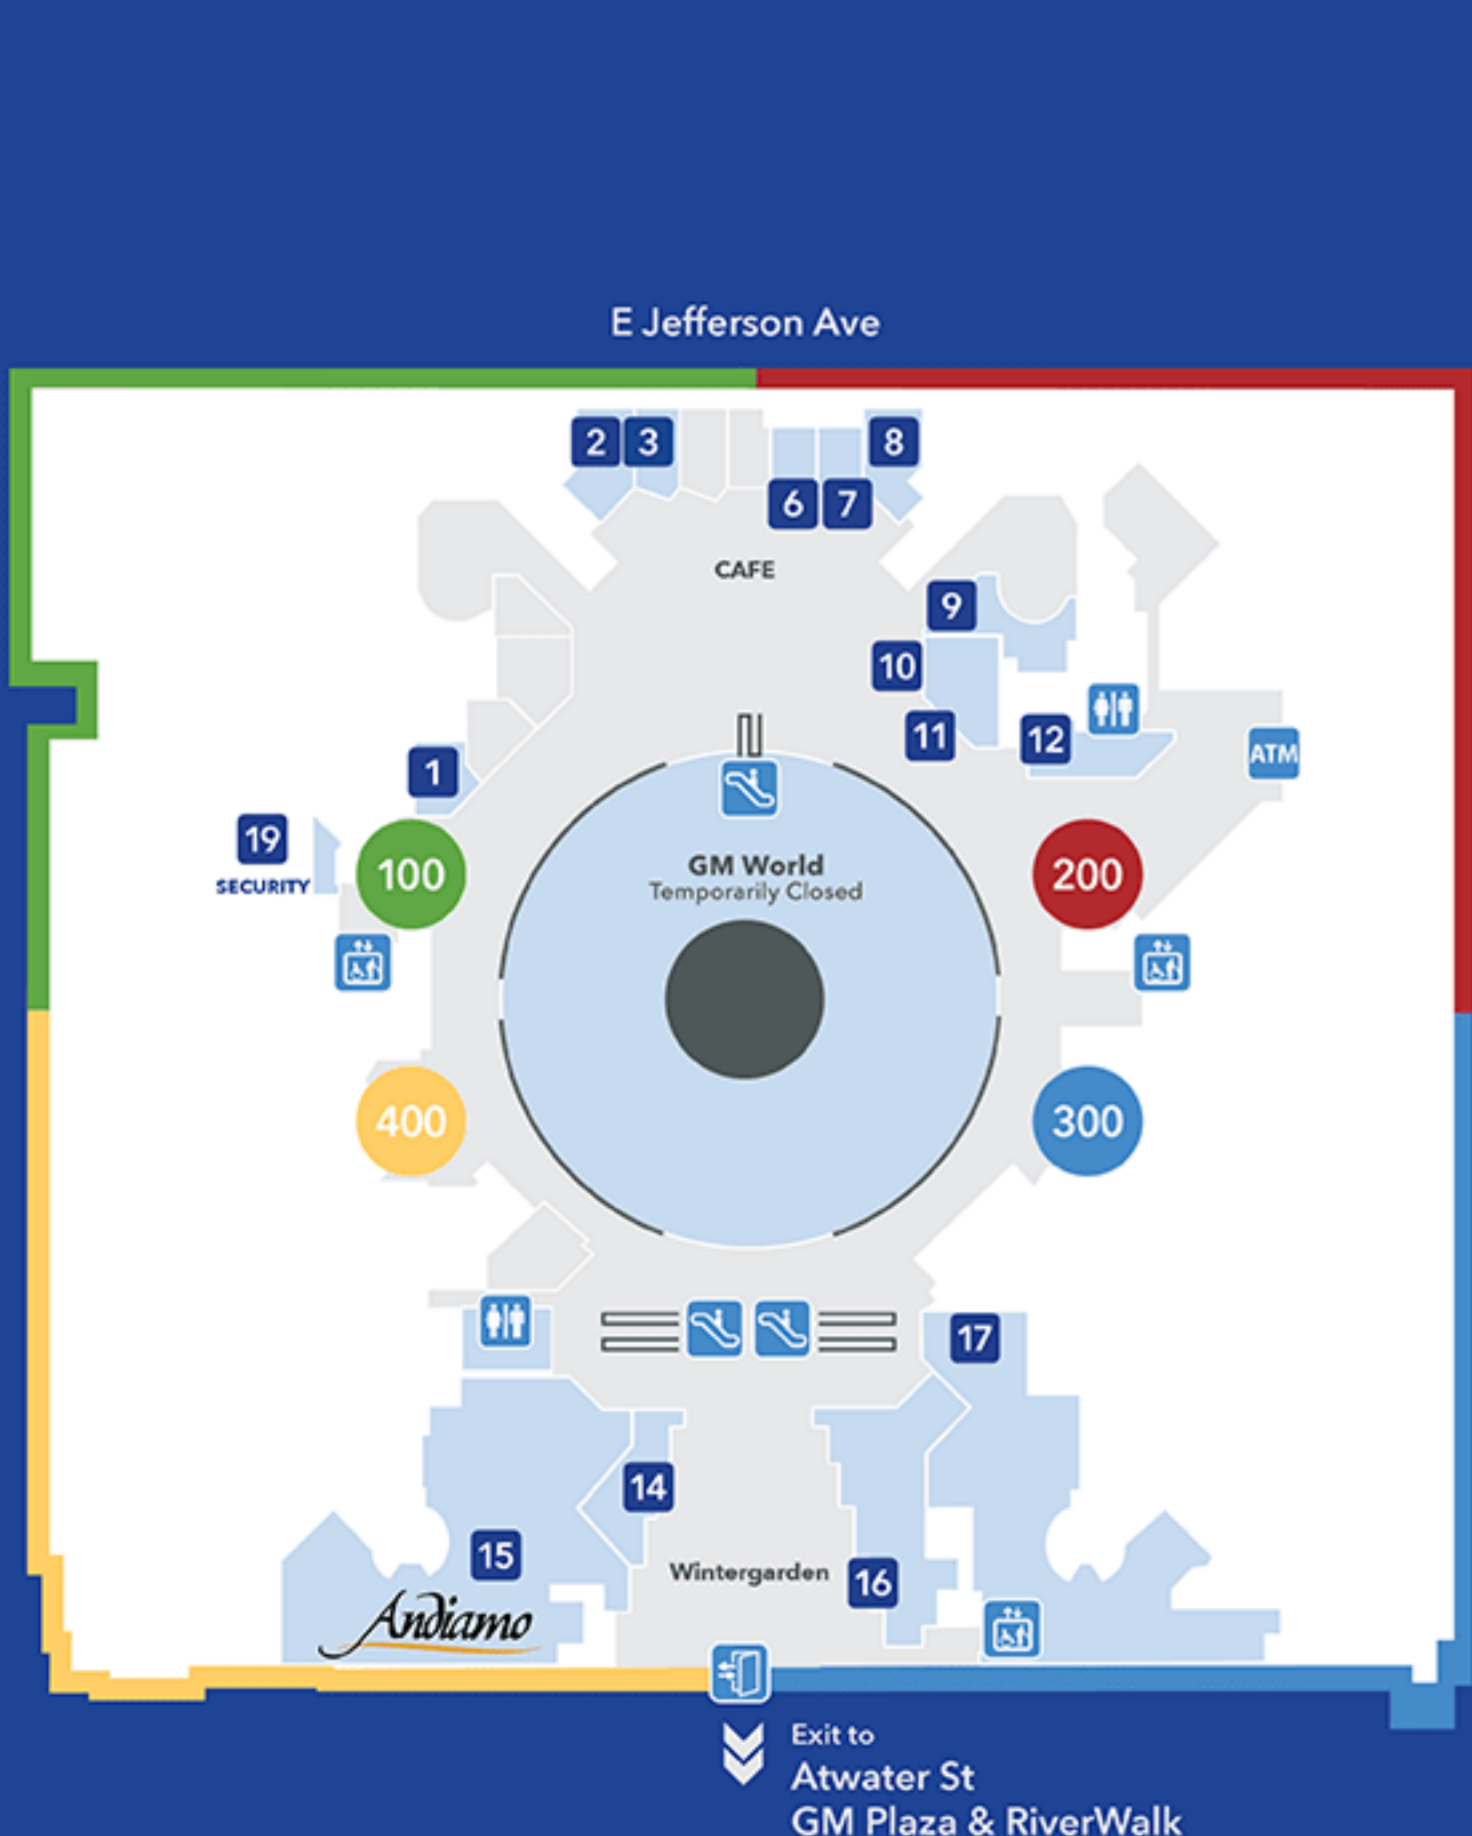 E Jefferson Ave
2 3 8
6 7
CAFE
9
10
11 12
ATM
1
19
SECURITY
100
200
GM World
Temporarily Closed
400
300
17
14
15
Andiamo
Wintergarden
16
Exit to
Atwater St
GM Plaza & RiverWalk